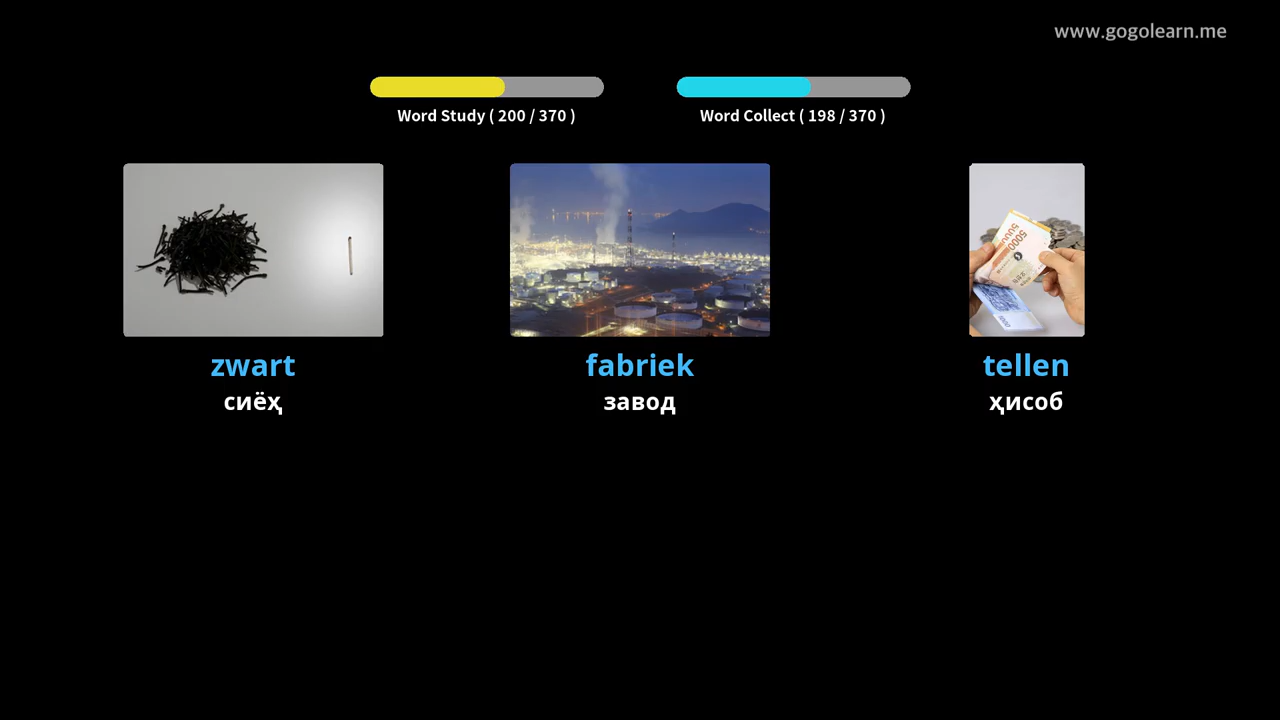 www.gogolearn.me
Word Study ( 200 / 370 )
Word Collect ( 198 / 370 )
zwart
сиёҳ
fabriek
завод
tellen
ҳисоб